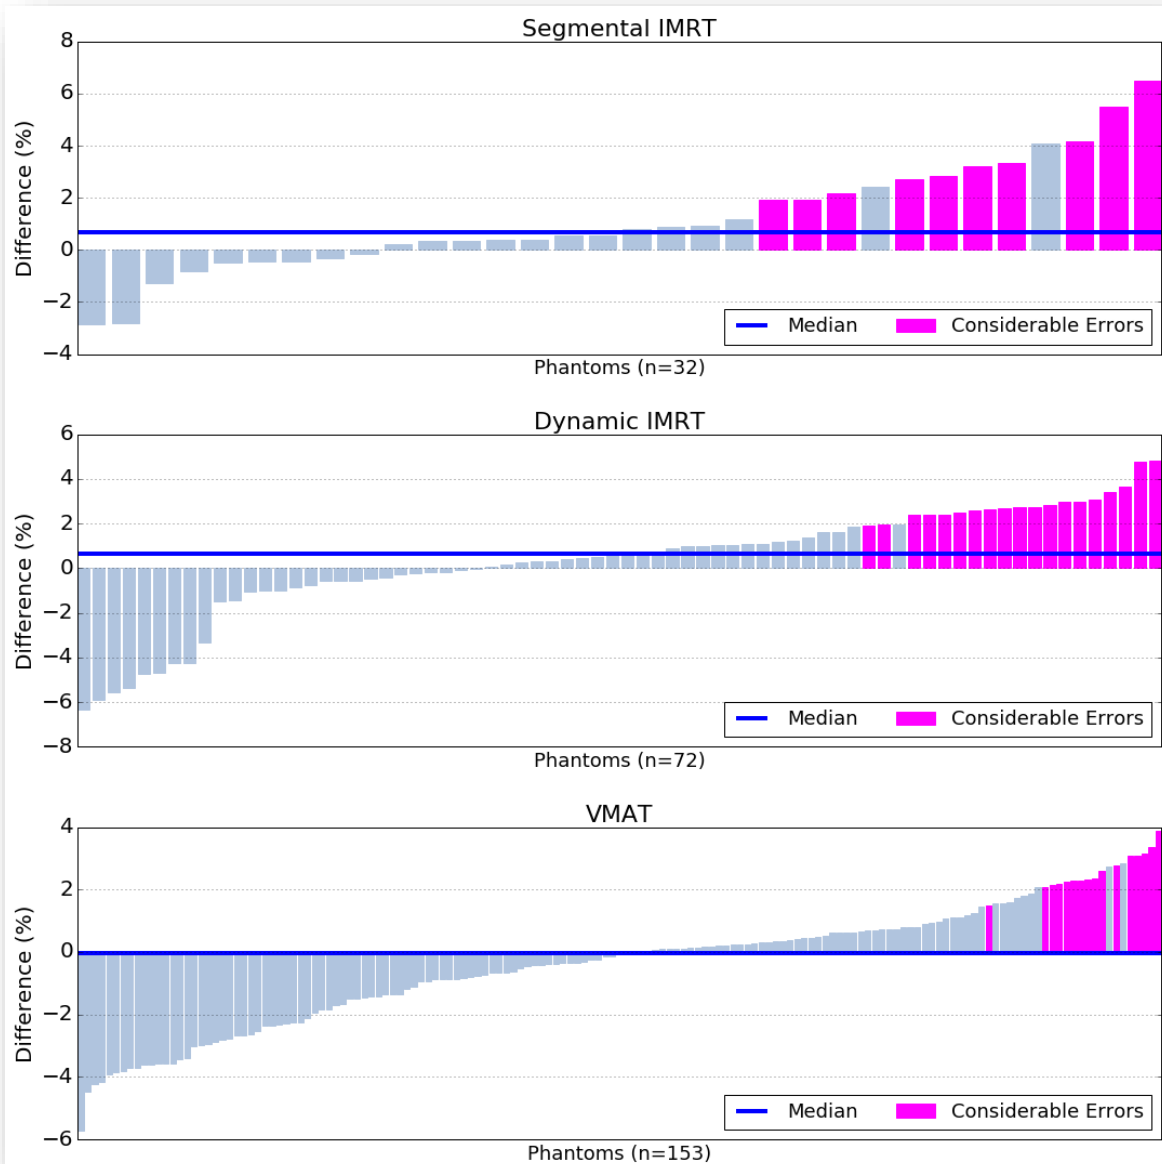 Segmental IMRT
8
6
4
2
0
−2
−4
Difference (%)
Median
Considerable Errors
Phantoms (n=32)
Dynamic IMRT
6
4
2
0
−2
−4
−6
−8
Difference (%)
Median
Considerable Errors
Phantoms (n=72)
VMAT
4
2
0
−2
−4
−6
Difference (%)
Median
Considerable Errors
Phantoms (n=153)